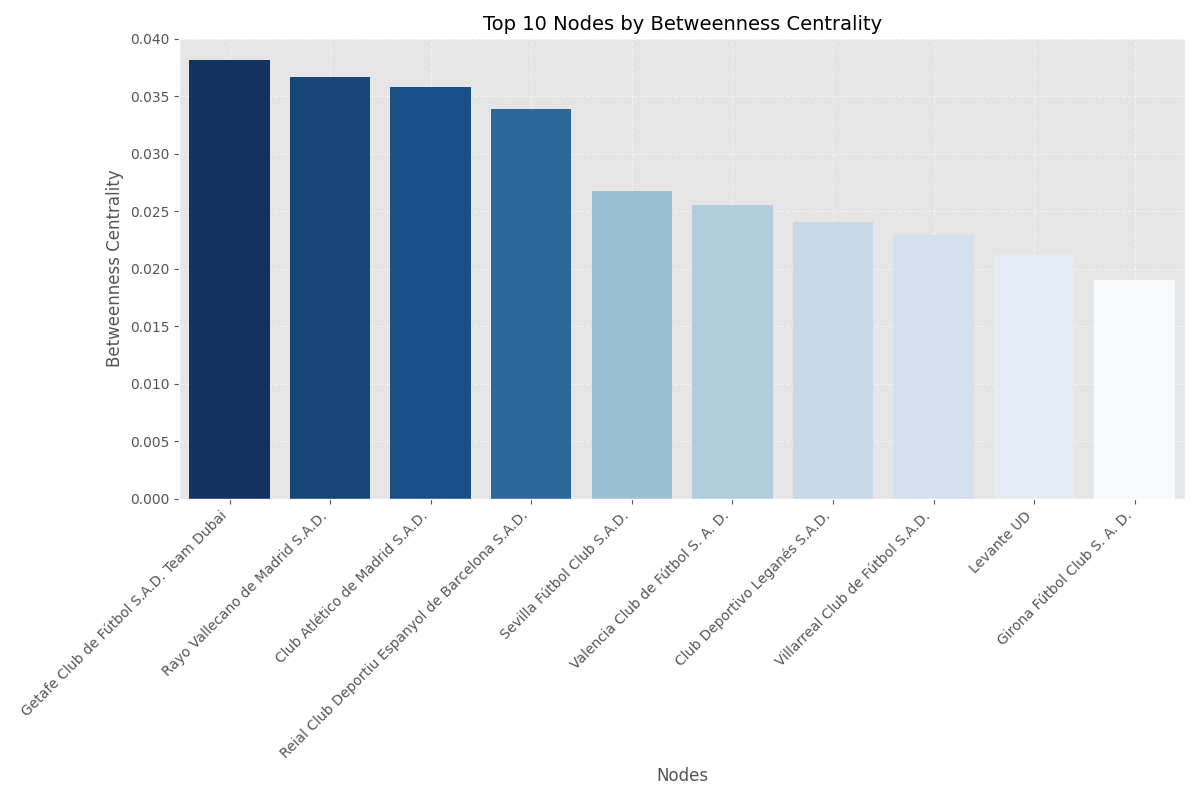 Top 10 Nodes by Betweenness Centrality
0.040
0.035
0.030
0.025
0.020
0.015
0.010
0.005
0.000
Betweenness Centrality
Getafe Club de Fútbol S.A.D. Team Dubai
Rayo Vallecano de Madrid S.A.D.
Club Atlético de Madrid S.A.D.
Reial Club Deportiu Espanyol de Barcelona S.A.D.
Sevilla Fútbol Club S.A.D.
Valencia Club de Fútbol S. A. D.
Club Deportivo Leganés S.A.D.
Villarreal Club de Fútbol S.A.D.
Levante UD
Girona Fútbol Club S. A. D.
Nodes